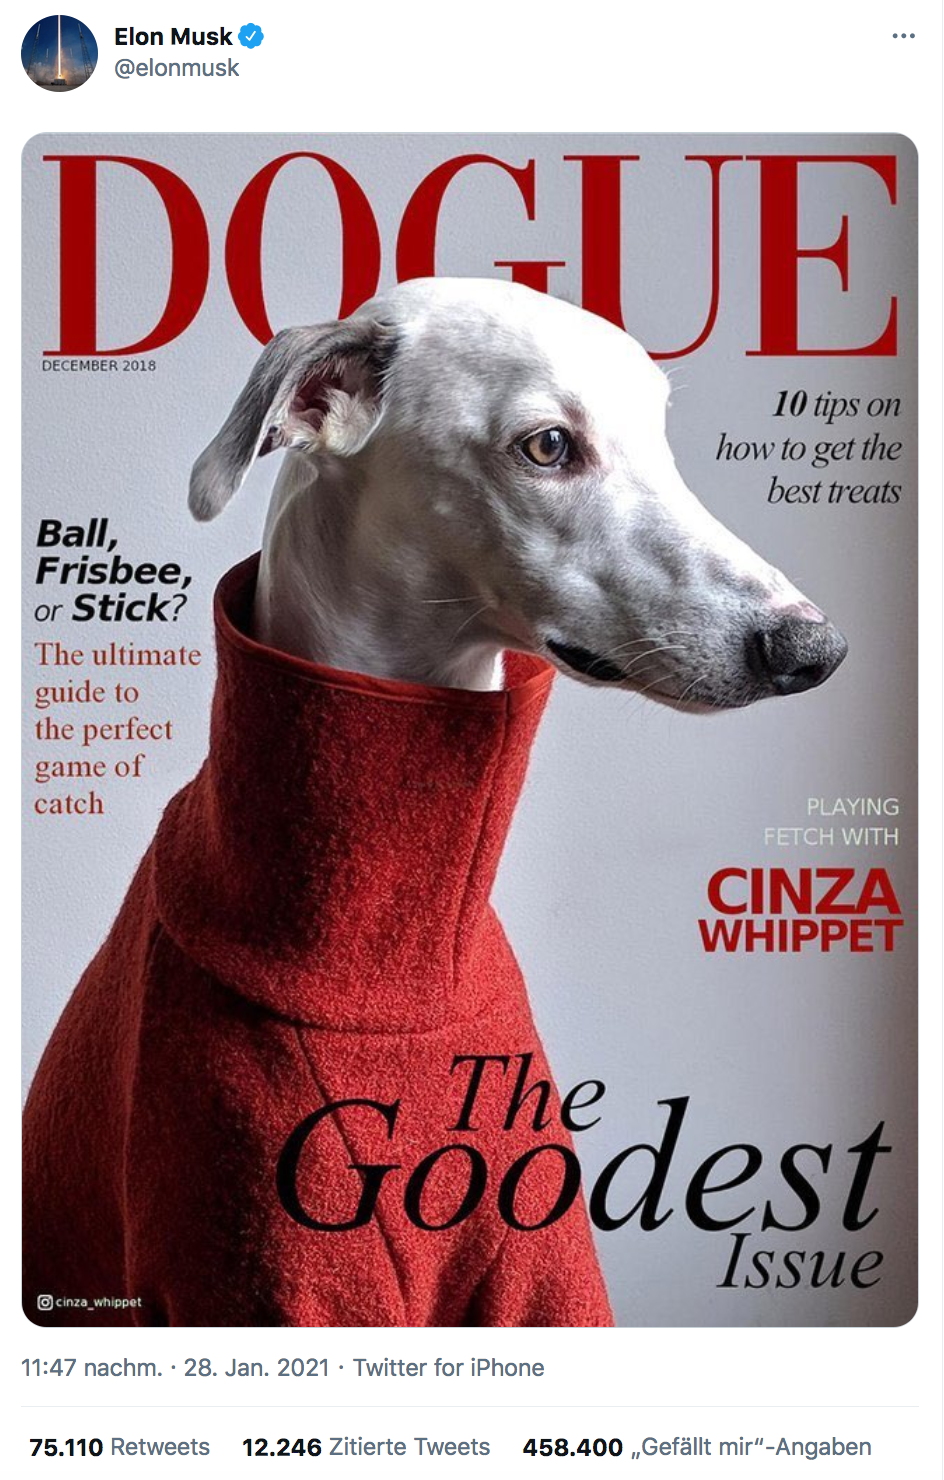 Elon Musk
@elonmusk
DOGUE
DECEMBER 2018
10 tips on
how to get the
best treats
Ball,
Frisbee,
or Stick?
The ultimate
guide to
the perfect
game of
catch
PLAYING
FETCH WITH
CINZA
WHIPPET
The
Goodest
Issue
cinza_whippet
11:47 nachm. · 28. Jan. 2021 · Twitter for iPhone
75.110 Retweets 12.246 Zitierte Tweets 458.400 „Gefällt mir“-Angaben